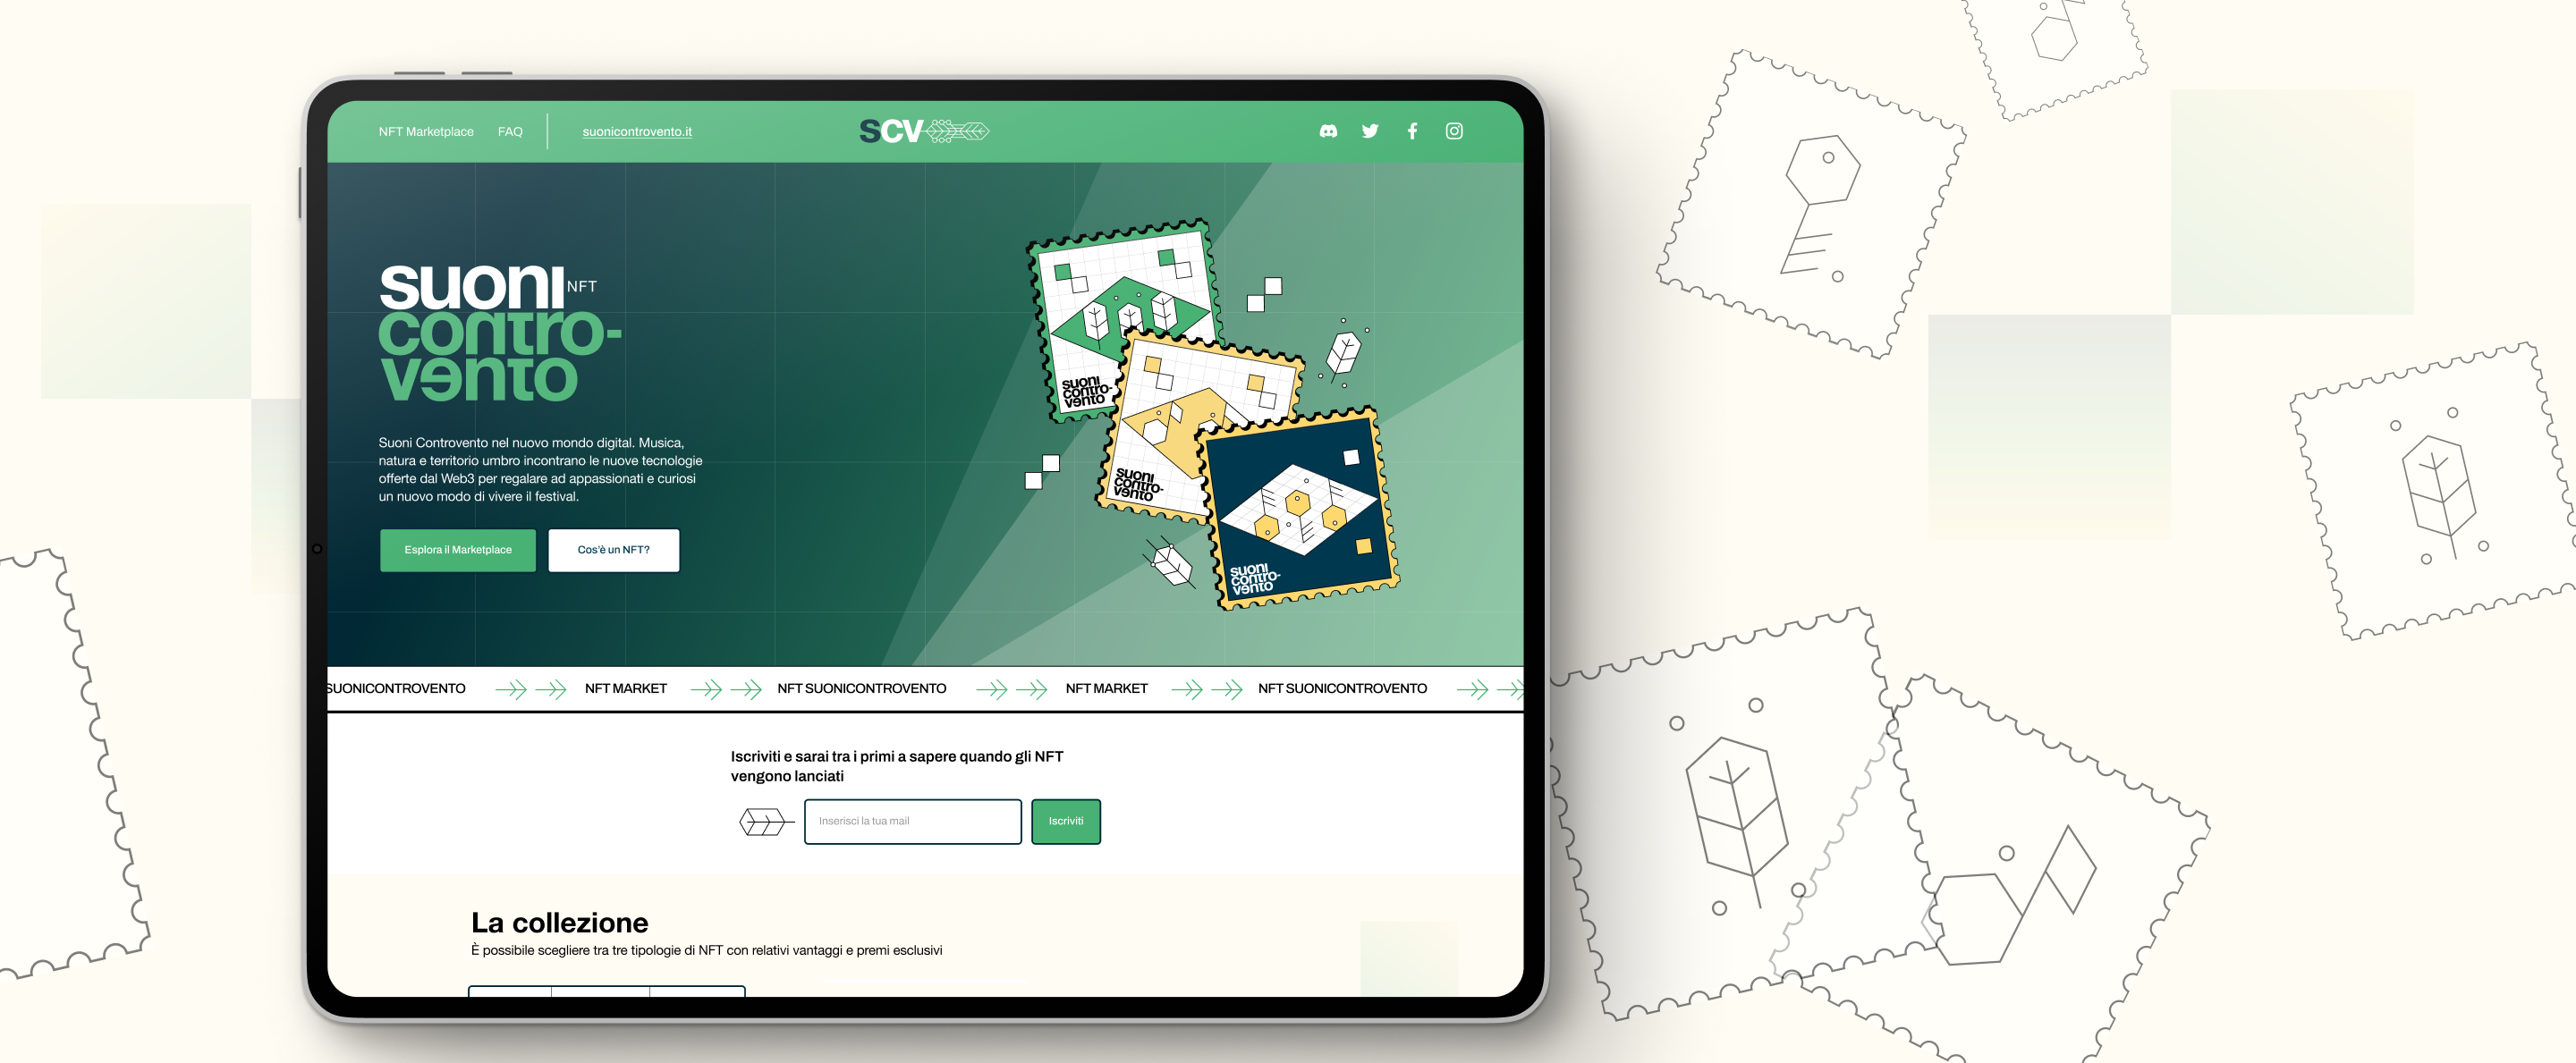 NFT Marketplace FAQ suonicontrovento.it SCV
suoni NFT
contro-
vento
Suoni Controvento nel nuovo mondo digital. Musica,
natura e territorio umbro incontrano le nuove tecnologie
offerte dal Web3 per regalare ad appassionati e curiosi
un nuovo modo di vivere il festival.
Esplora il Marketplace Cos'è un NFT?
suoni
contro-
vento
suoni
contro-
vento
suoni
contro-
vento
SUONICONTROVENTO NFT MARKET NFT SUONICONTROVENTO NFT MARKET NFT SUONICONTROVENTO
Iscriviti e sarai tra i primi a sapere quando gli NFT
vengono lanciati
Inserisci la tua mail Iscriviti
La collezione
È possibile scegliere tra tre tipologie di NFT con relativi vantaggi e premi esclusivi